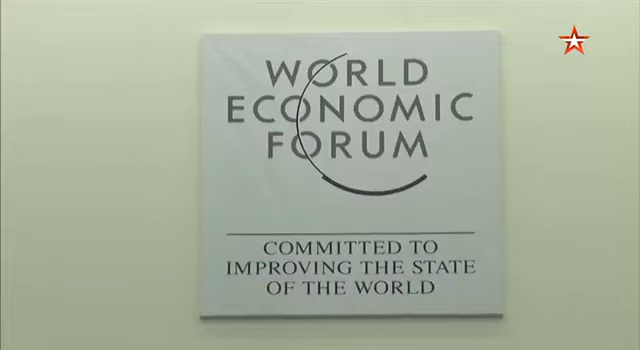 WORLD
ECONOMIC
FORUM
COMMITTED TO
IMPROVING THE STATE
OF THE WORLD